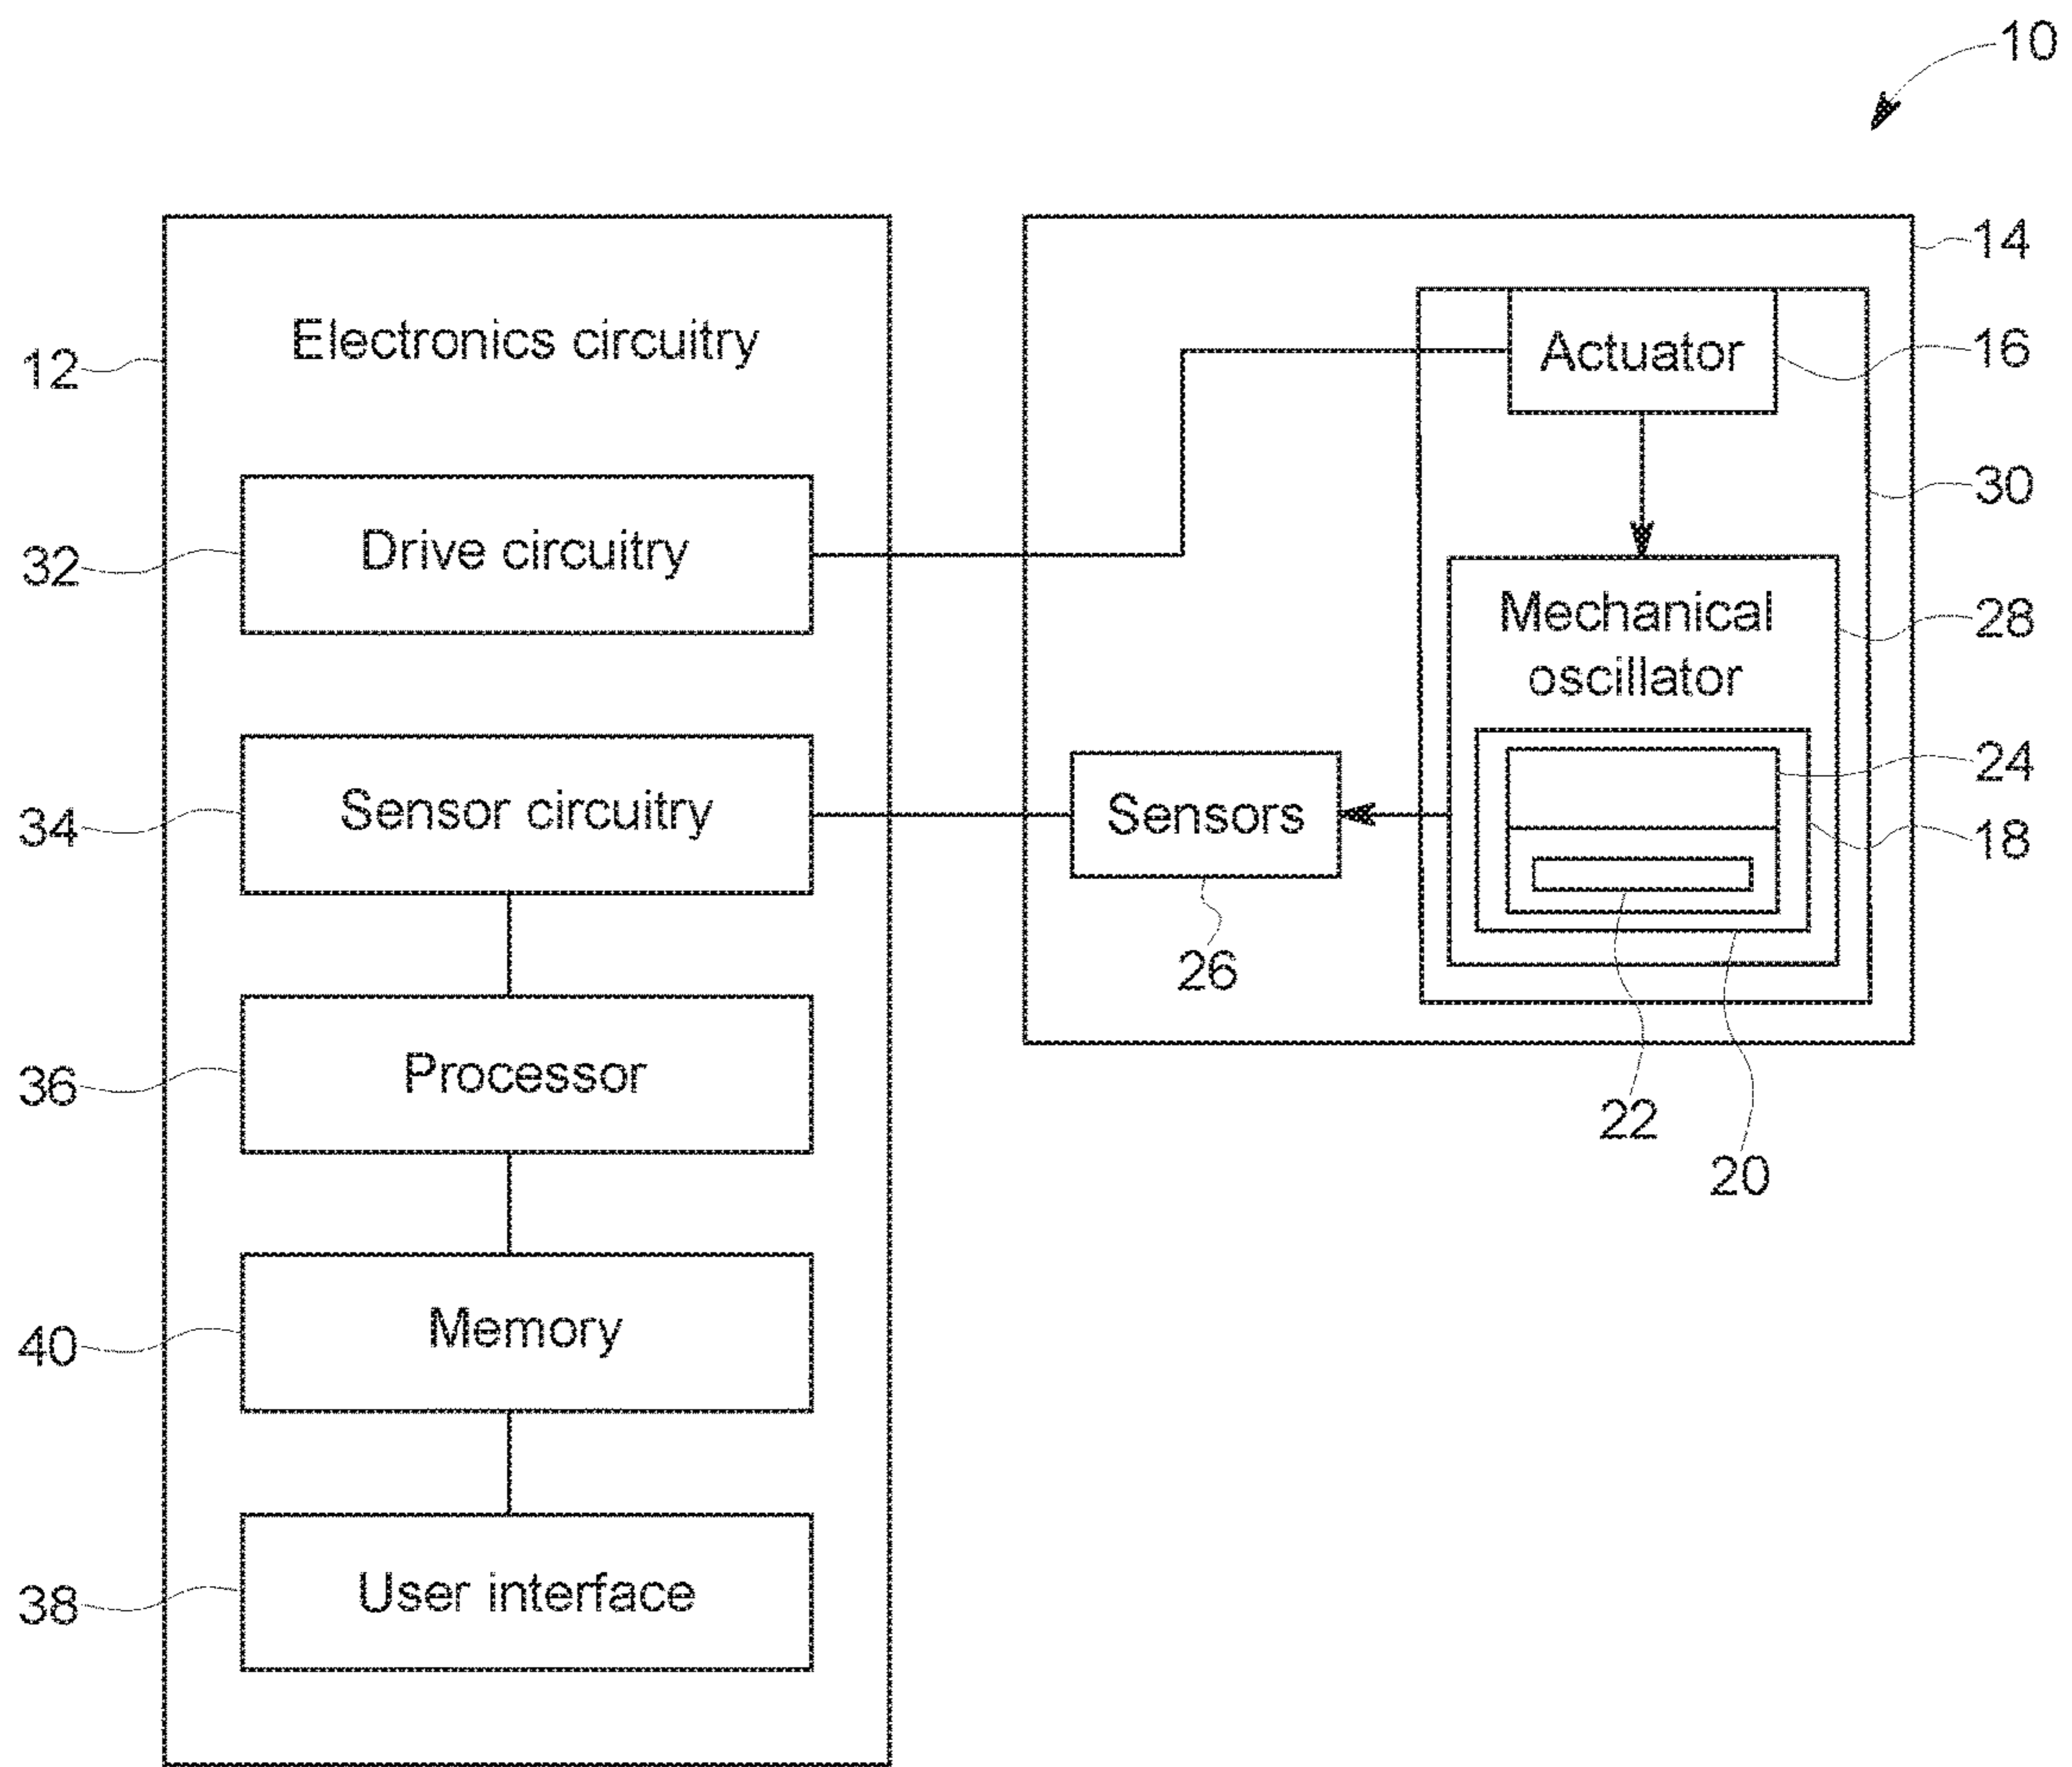 10
14
Electronics circuitry
12
Actuator
16
30
Drive circuitry
32
Mechanical
oscillator
28
24
Sensor circuitry
34
Sensors
18
26
22
20
Processor
36
Memory
40
User interface
38